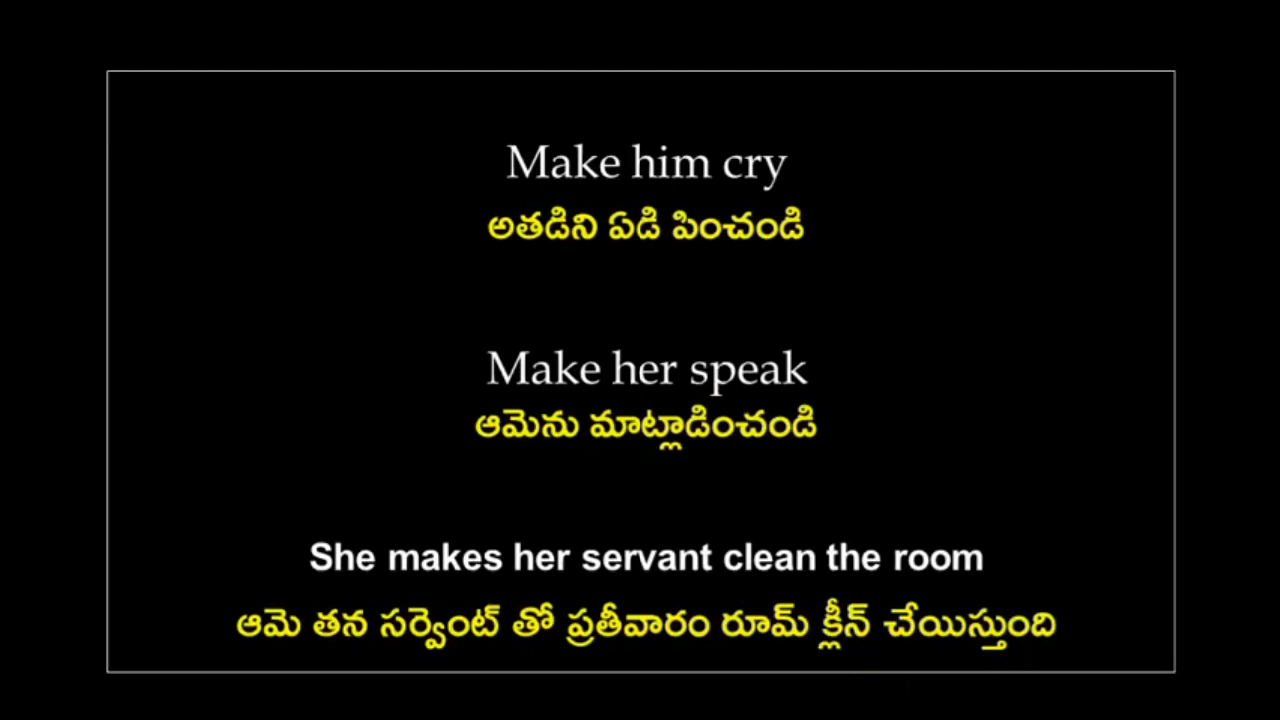 Make him cry
అతడిని ఏడి పించండి
Make her speak
ఆమెను మాట్లాడించండి
She makes her servant clean the room
ఆమె తన సర్వెంట్ తో ప్రతీవారం రూమ్ క్లీన్ చేయిస్తుంది